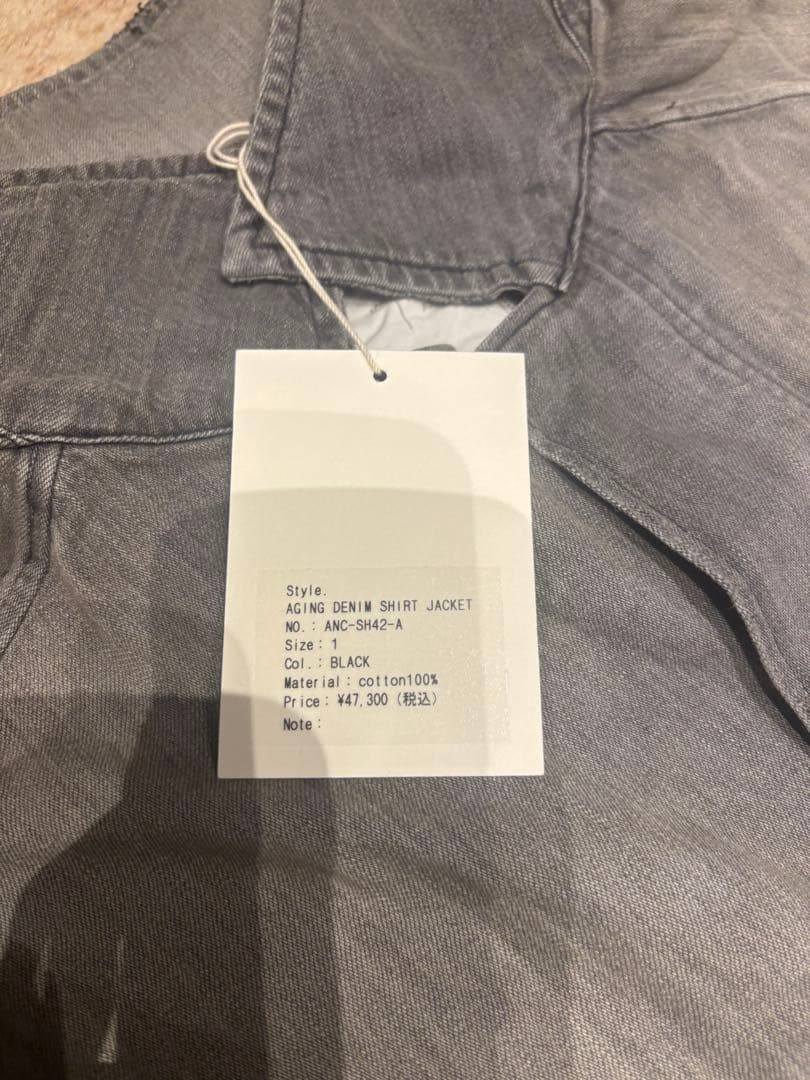 Style.
AGING DENIM SHIRT JACKET
NO.: ANC-SH42-A
Size: 1
Col.: BLACK
Material: cotton100%
Price: ¥47,300 (税込)
Note: